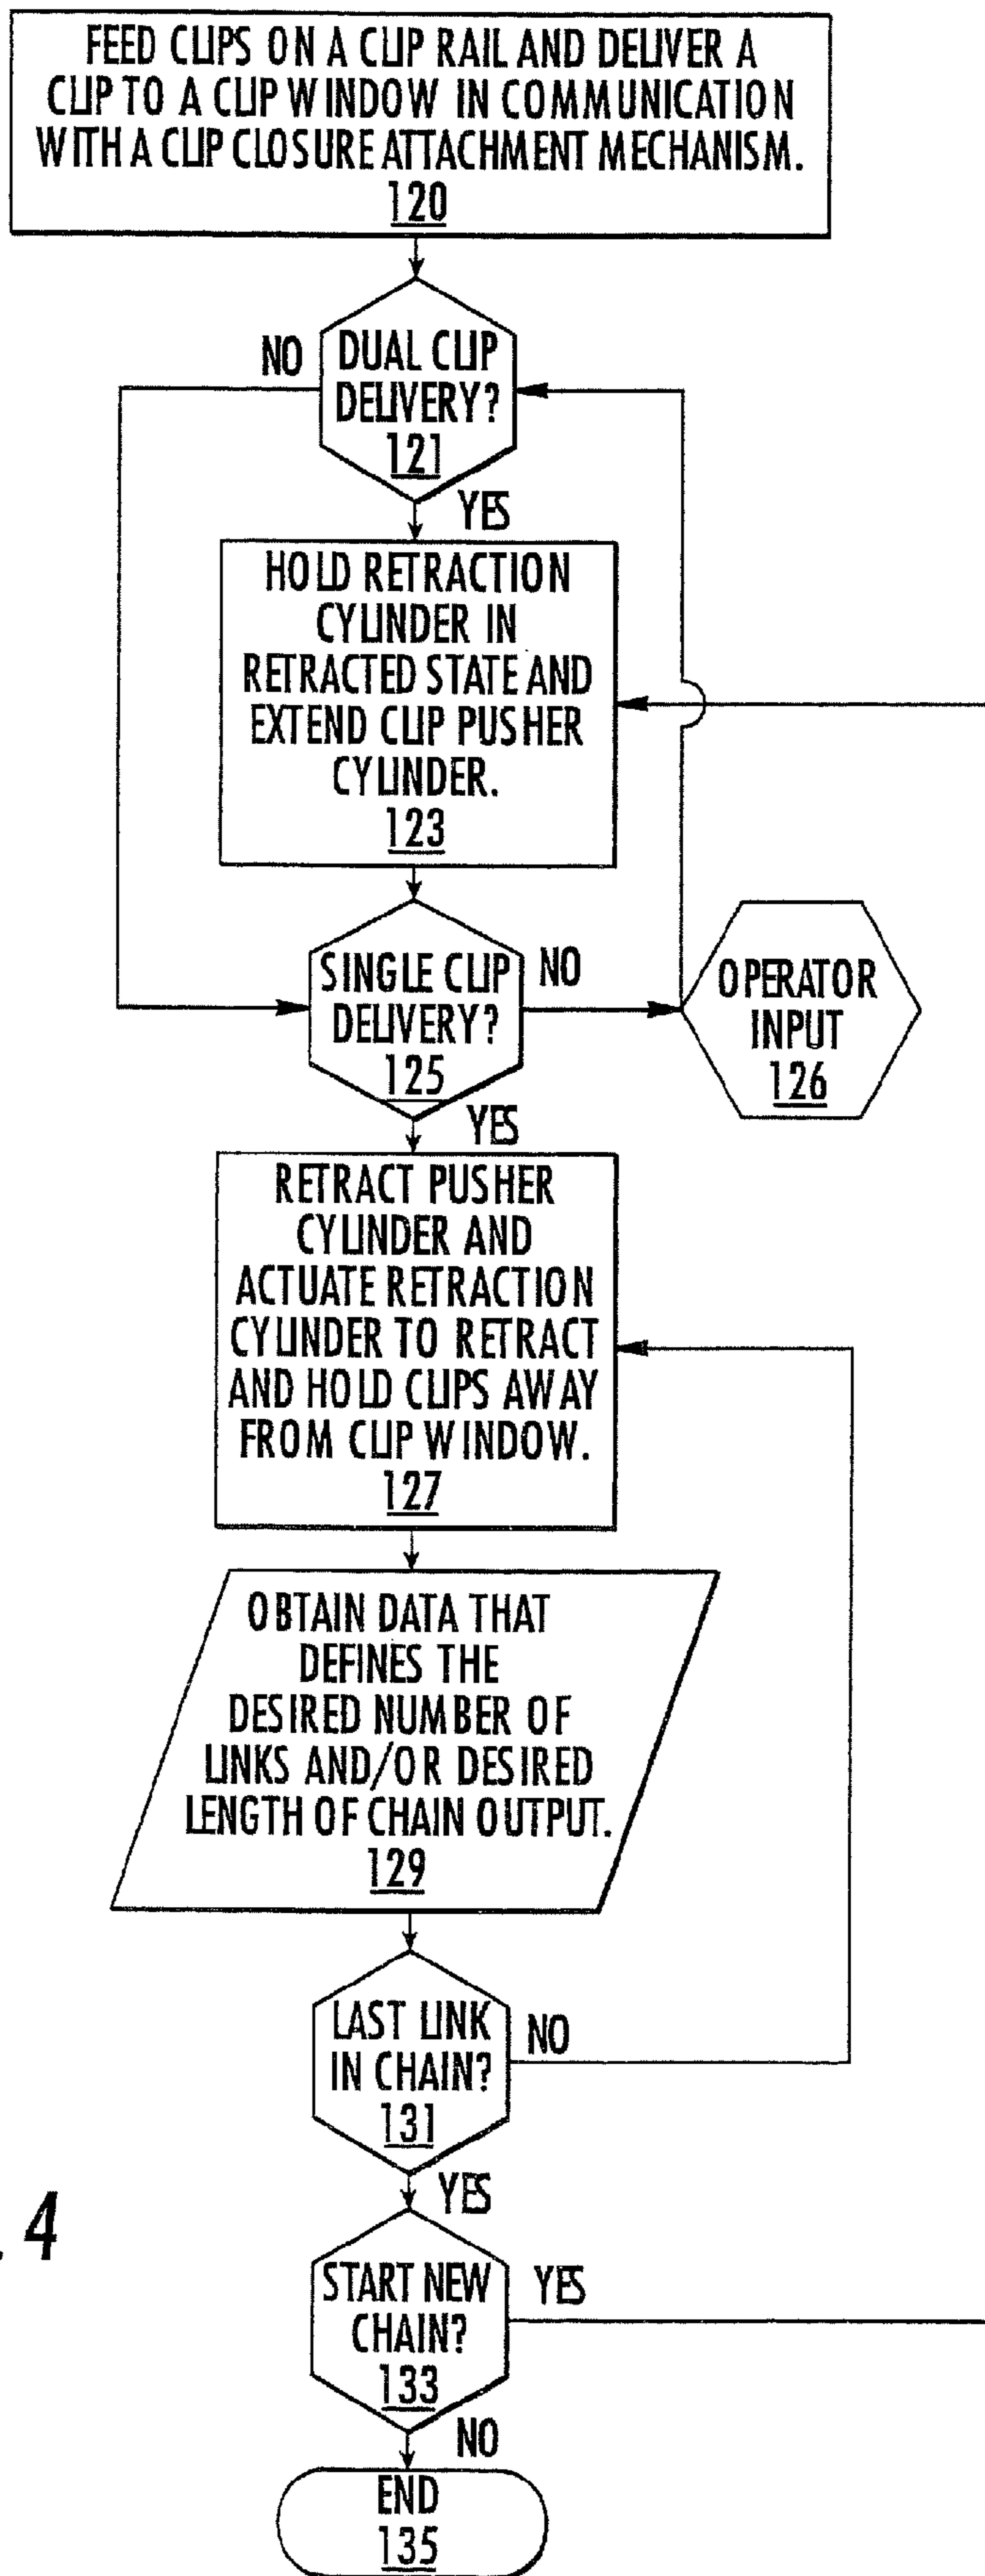 FEED CLIPS ON A CLIP RAIL AND DELIVER A
CLIP TO A CLIP WINDOW IN COMMUNICATION
WITH A CLIP CLOSURE ATTACHMENT MECHANISM.
120
NO
DUAL CLIP
DELIVERY?
121
YES
HOLD RETRACTION
CYLINDER IN
RETRACTED STATE AND
EXTEND CLIP PUSHER
CYLINDER.
123
SINGLE CLIP
DELIVERY?
125
NO
OPERATOR
INPUT
126
YES
RETRACT PUSHER
CYLINDER AND
ACTUATE RETRACTION
CYLINDER TO RETRACT
AND HOLD CLIPS AWAY
FROM CLIP WINDOW.
127
OBTAIN DATA THAT
DEFINES THE
DESIRED NUMBER OF
LINKS AND/OR DESIRED
LENGTH OF CHAIN OUTPUT.
129
LAST LINK
IN CHAIN?
131
NO
YES
. 4
START NEW
CHAIN?
133
YES
NO
END
135